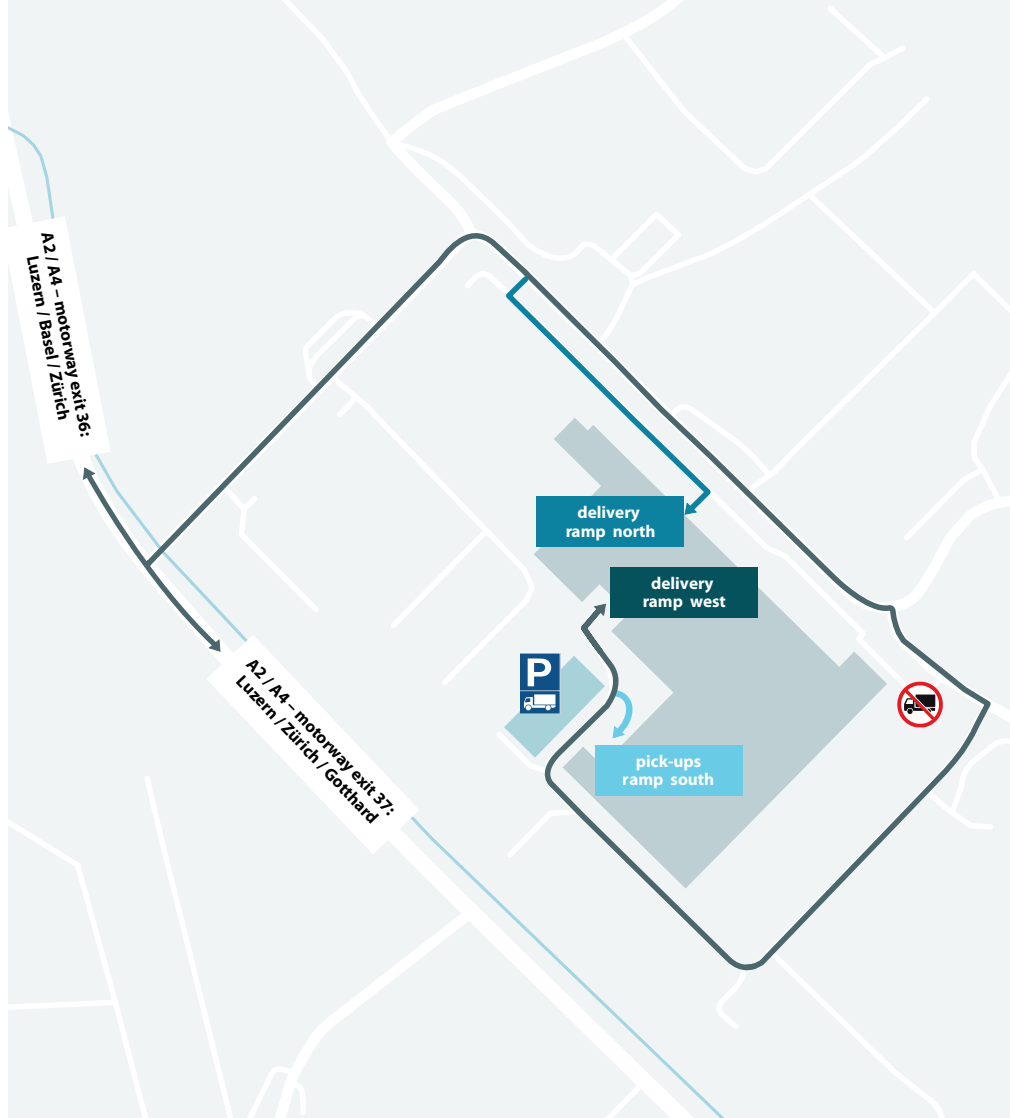 A2 / A4 – motorway exit 36:
Luzern / Basel / Zürich
delivery
ramp north
delivery
ramp west
P
A2 / A4 – motorway exit 37:
Luzern / Zürich / Gotthard
pick-ups
ramp south